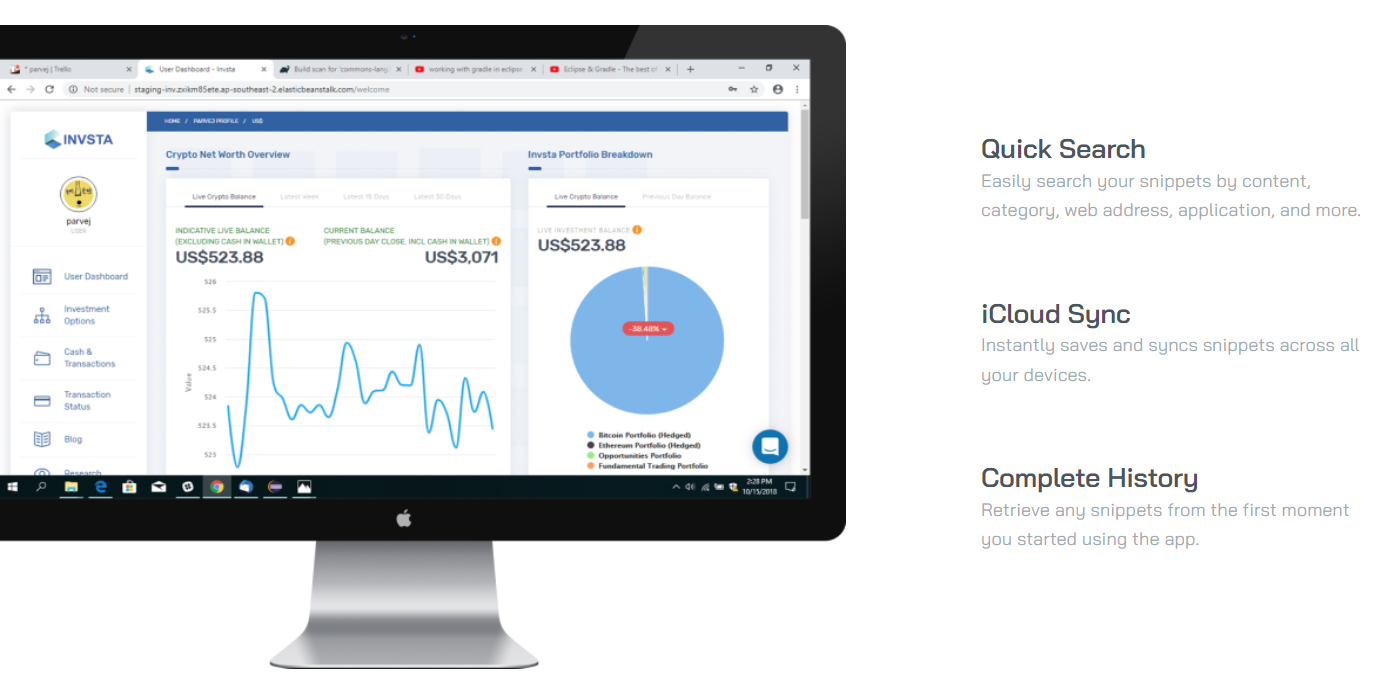 * parvej | Trello
User Dashboard - Invsta
Build scan for 'commons-lang
working with gradle in eclipse
Eclipse & Gradle - The best of
Not secure | staging-inv.zxikm85ete.ap-southeast-2.elasticbeanstalk.com/welcome
INVSTA
parvej
USER
User Dashboard
Investment
Options
Cash &
Transactions
Transaction
Status
Blog
Research
HOME / PARVEJ PROFILE / US$
Crypto Net Worth Overview
Live Crypto Balance Latest week Latest 15 Days Latest 30 Days
INDICATIVE LIVE BALANCE
(EXCLUDING CASH IN WALLET)
US$523.88
CURRENT BALANCE
(PREVIOUS DAY CLOSE, INCL CASH IN WALLET)
US$3,071
Value
526
525.5
525
524.5
524
523.5
523
Invsta Portfolio Breakdown
Live Crypto Balance Previous Day Balance
LIVE INVESTMENT BALANCE
US$523.88
-38.48%
Bitcoin Portfolio (Hedged)
Ethereum Portfolio (Hedged)
Opportunities Portfolio
Fundamental Trading Portfolio
2:28 PM
10/15/2018
Quick Search
Easily search your snippets by content,
category, web address, application, and more.
iCloud Sync
Instantly saves and syncs snippets across all
your devices.
Complete History
Retrieve any snippets from the first moment
you started using the app.